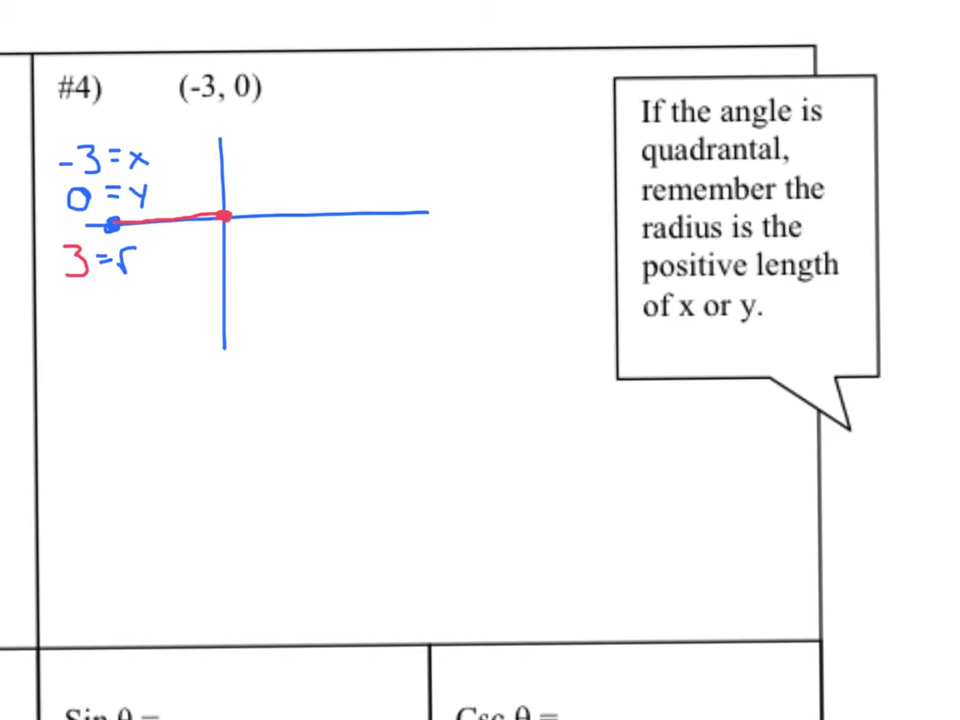 #4) (-3, 0)
-3 = x
0 = y
3 = r
If the angle is
quadrantal,
remember the
radius is the
positive length
of x or y.
Sin θ =
Csc θ =